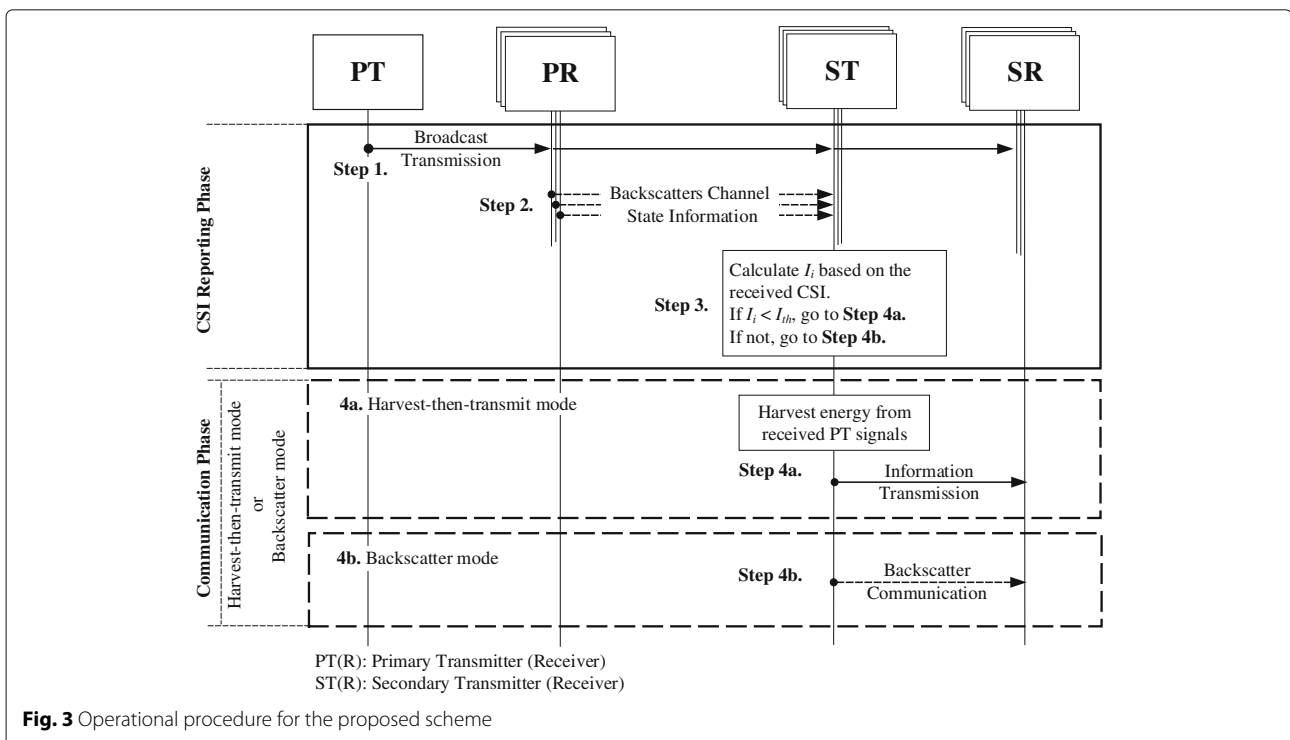 PT
PR
ST
SR
CSI Reporting Phase
Broadcast
Transmission
Step 1.
Step 2.
Backscatters Channel
State Information
Step 3.
Calculate Ii based on the
received CSI.
If Ii < Ith, go to Step 4a.
If not, go to Step 4b.
Communication Phase
Harvest-then-transmit mode
or
Backscatter mode
4a. Harvest-then-transmit mode
Harvest energy from
received PT signals
Step 4a.
Information
Transmission
4b. Backscatter mode
Step 4b.
Backscatter
Communication
PT(R): Primary Transmitter (Receiver)
ST(R): Secondary Transmitter (Receiver)
Fig. 3 Operational procedure for the proposed scheme